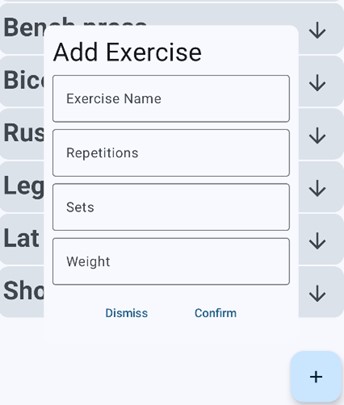 Bench press
Add Exercise
Bic
Exercise Name
Rus
Repetitions
Leg
Sets
Lat
Weight
Sho
Dismiss Confirm
+